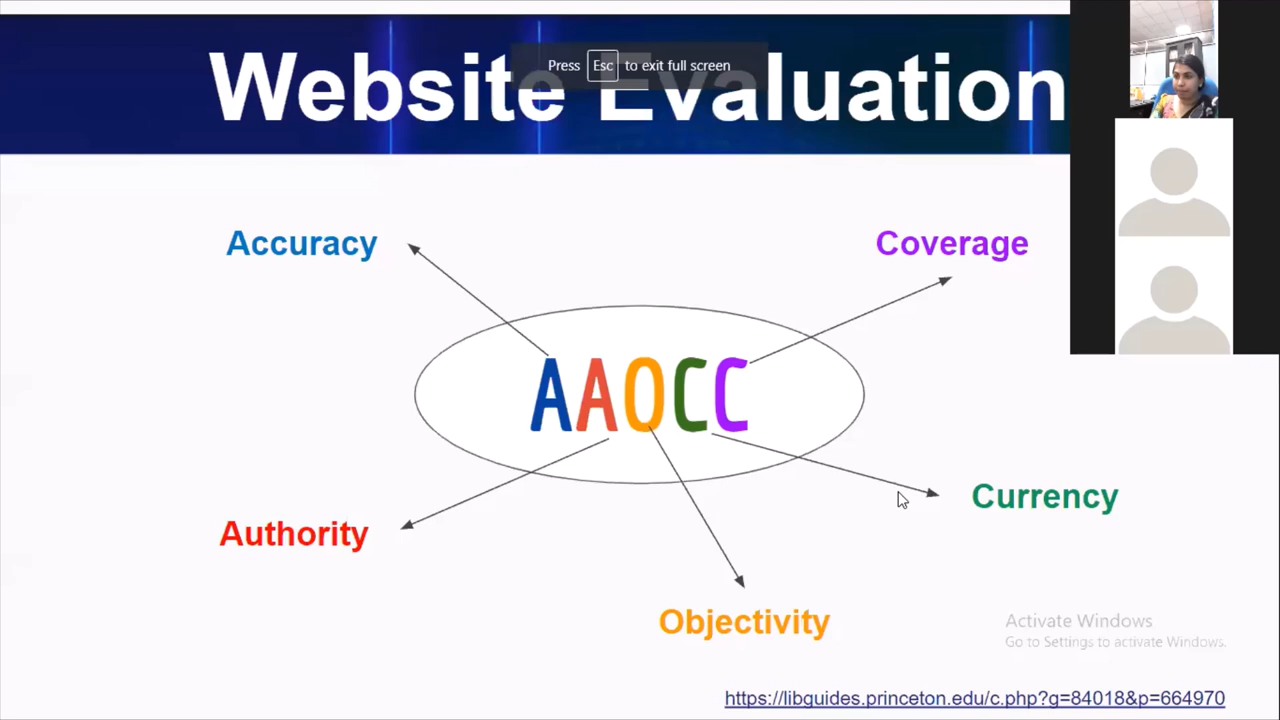 Website Evaluation
Press Esc to exit full screen
Accuracy
Coverage
AAOCC
Currency
Authority
Objectivity
Activate Windows
Go to Settings to activate Windows.
https://libguides.princeton.edu/c.php?g=84018&p=664970